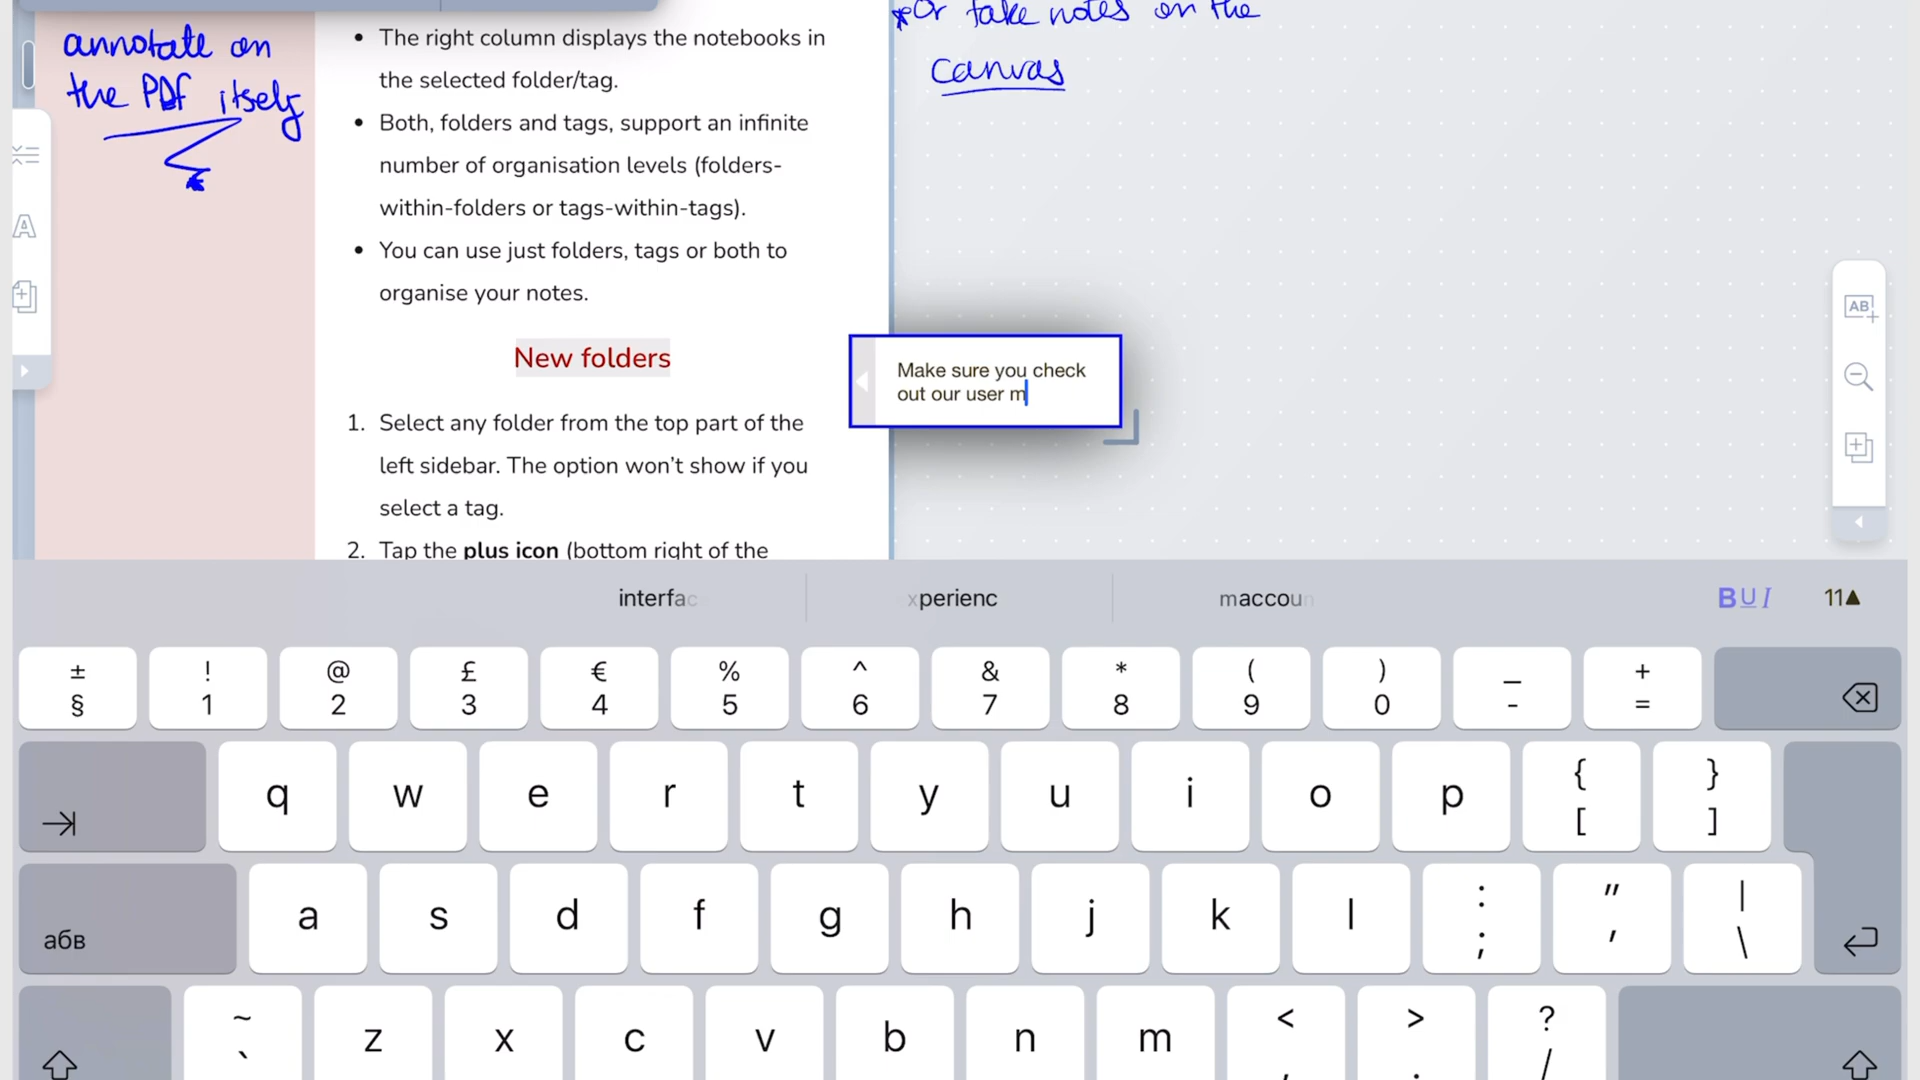 *Or take notes on the
canvas
annotate on
the PDF itself
• The right column displays the notebooks in
the selected folder/tag.
• Both, folders and tags, support an infinite
number of organisation levels (folders-
within-folders or tags-within-tags).
• You can use just folders, tags or both to
organise your notes.
New folders
1. Select any folder from the top part of the
left sidebar. The option won’t show if you
select a tag.
2. Tap the plus icon (bottom right of the
Make sure you check
out our user m
A
AB
interfac xperienc maccoun
B U I 11▲
± ! @ £ € % ^ & * ( ) _ +
§ 1 2 3 4 5 6 7 8 9 0 - =
q w e r t y u i o p { }
[ ]
абв a s d f g h j k l : " |
; ' \
~ z x c v b n m < > ?
` , . /